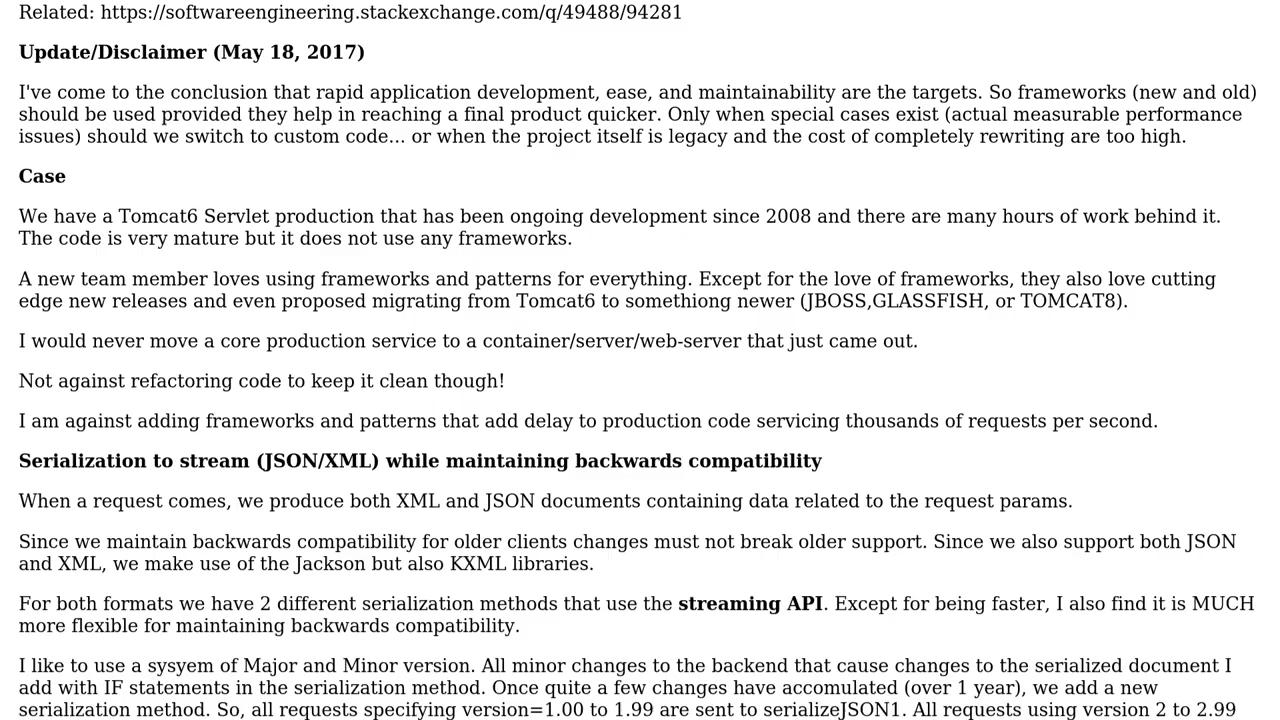 Related: https://softwareengineering.stackexchange.com/q/49488/94281
Update/Disclaimer (May 18, 2017)
I've come to the conclusion that rapid application development, ease, and maintainability are the targets. So frameworks (new and old)
should be used provided they help in reaching a final product quicker. Only when special cases exist (actual measurable performance
issues) should we switch to custom code... or when the project itself is legacy and the cost of completely rewriting are too high.
Case
We have a Tomcat6 Servlet production that has been ongoing development since 2008 and there are many hours of work behind it.
The code is very mature but it does not use any frameworks.
A new team member loves using frameworks and patterns for everything. Except for the love of frameworks, they also love cutting
edge new releases and even proposed migrating from Tomcat6 to somethiong newer (JBOSS,GLASSFISH, or TOMCAT8).
I would never move a core production service to a container/server/web-server that just came out.
Not against refactoring code to keep it clean though!
I am against adding frameworks and patterns that add delay to production code servicing thousands of requests per second.
Serialization to stream (JSON/XML) while maintaining backwards compatibility
When a request comes, we produce both XML and JSON documents containing data related to the request params.
Since we maintain backwards compatibility for older clients changes must not break older support. Since we also support both JSON
and XML, we make use of the Jackson but also KXML libraries.
For both formats we have 2 different serialization methods that use the streaming API. Except for being faster, I also find it is MUCH
more flexible for maintaining backwards compatibility.
I like to use a sysyem of Major and Minor version. All minor changes to the backend that cause changes to the serialized document I
add with IF statements in the serialization method. Once quite a few changes have accomulated (over 1 year), we add a new
serialization method. So, all requests specifying version=1.00 to 1.99 are sent to serializeJSON1. All requests using version 2 to 2.99